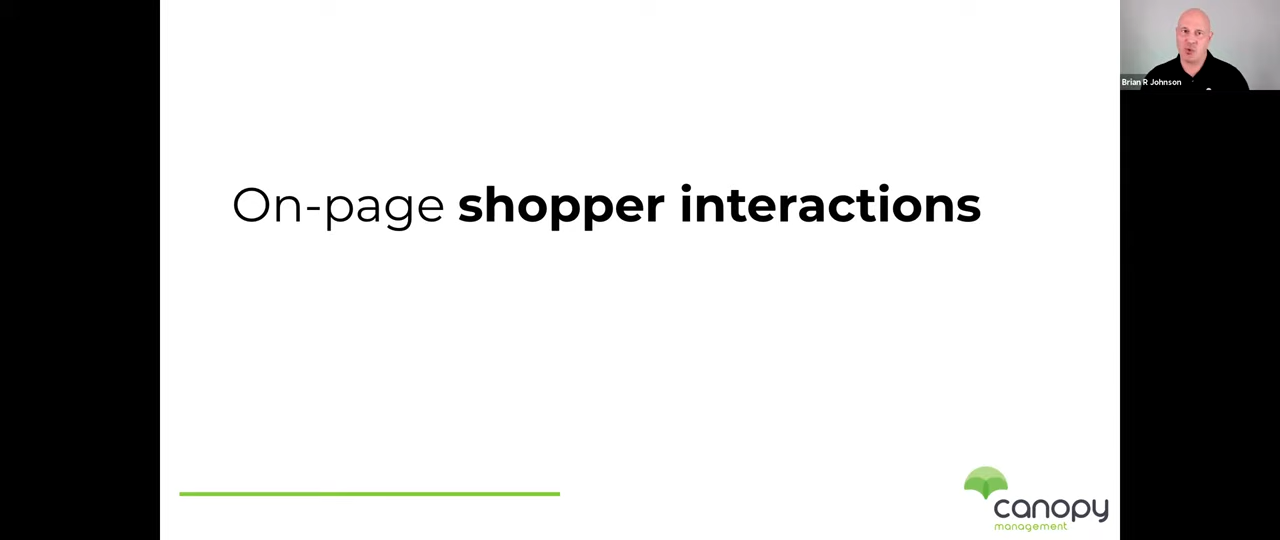 Brian R Johnson
On-page shopper interactions
canopy
management